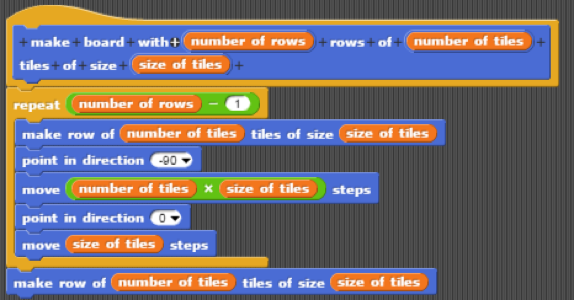 + make + board + with + number of rows + rows + of + number of tiles +
tiles + of + size + size of tiles +
repeat number of rows - 1
make row of number of tiles tiles of size size of tiles
point in direction -90
move number of tiles × size of tiles steps
point in direction 0
move size of tiles steps
make row of number of tiles tiles of size size of tiles